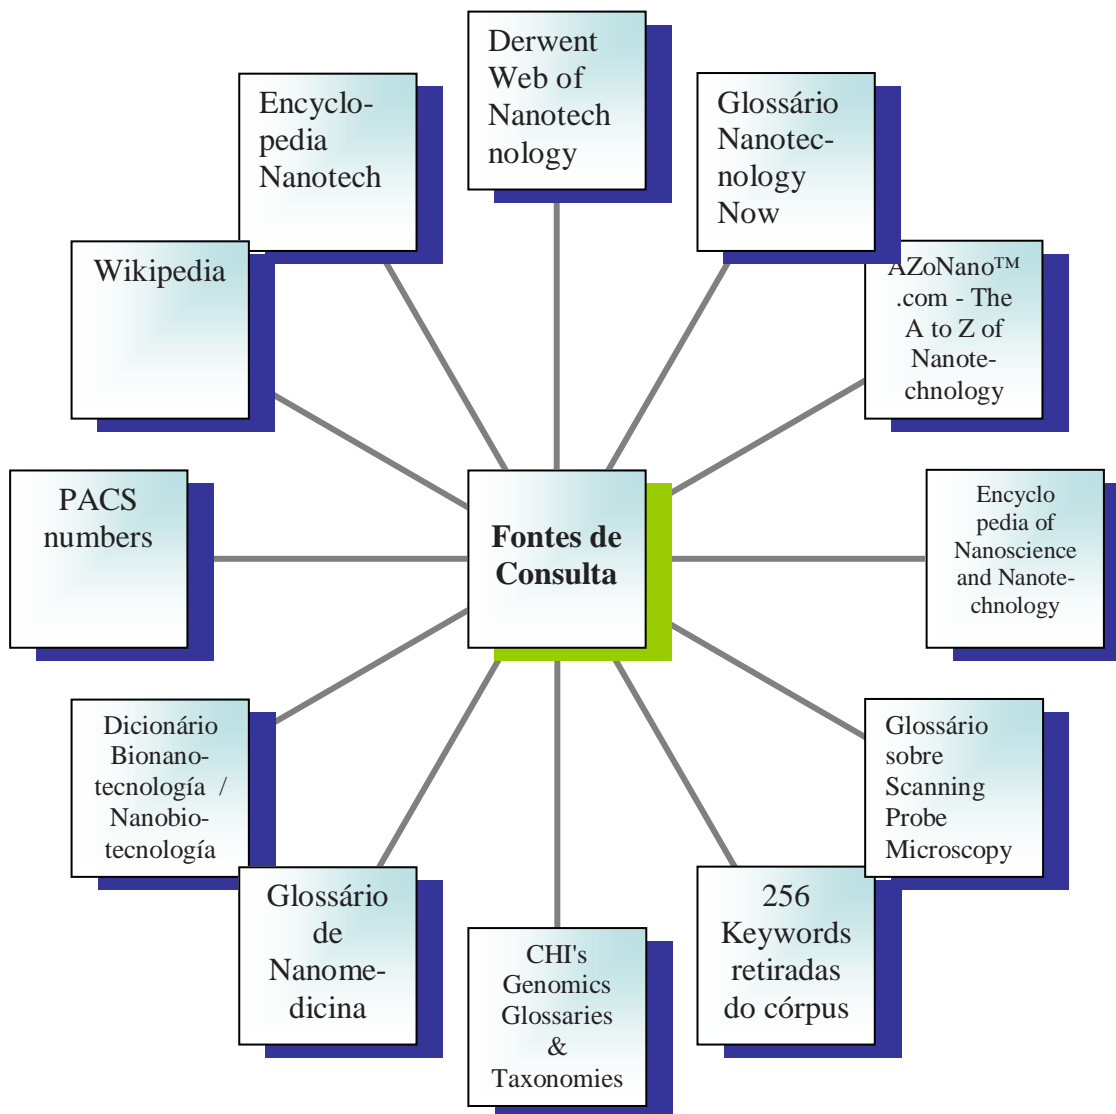 Derwent
Web of
Nanotech
nology
Encyclo-
pedia
Nanotech
Glossário
Nanotec-
nology
Now
Wikipedia
AZoNano™
.com - The
A to Z of
Nanote-
chnology
PACS
numbers
Fontes de
Consulta
Encyclo
pedia of
Nanoscience
and Nanote-
chnology
Dicionário
Bionano-
tecnología /
Nanobio-
tecnología
Glossário
sobre
Scanning
Probe
Microscopy
Glossário
de
Nanome-
dicina
256
Keywords
retiradas
do córpus
CHI's
Genomics
Glossaries
&
Taxonomies